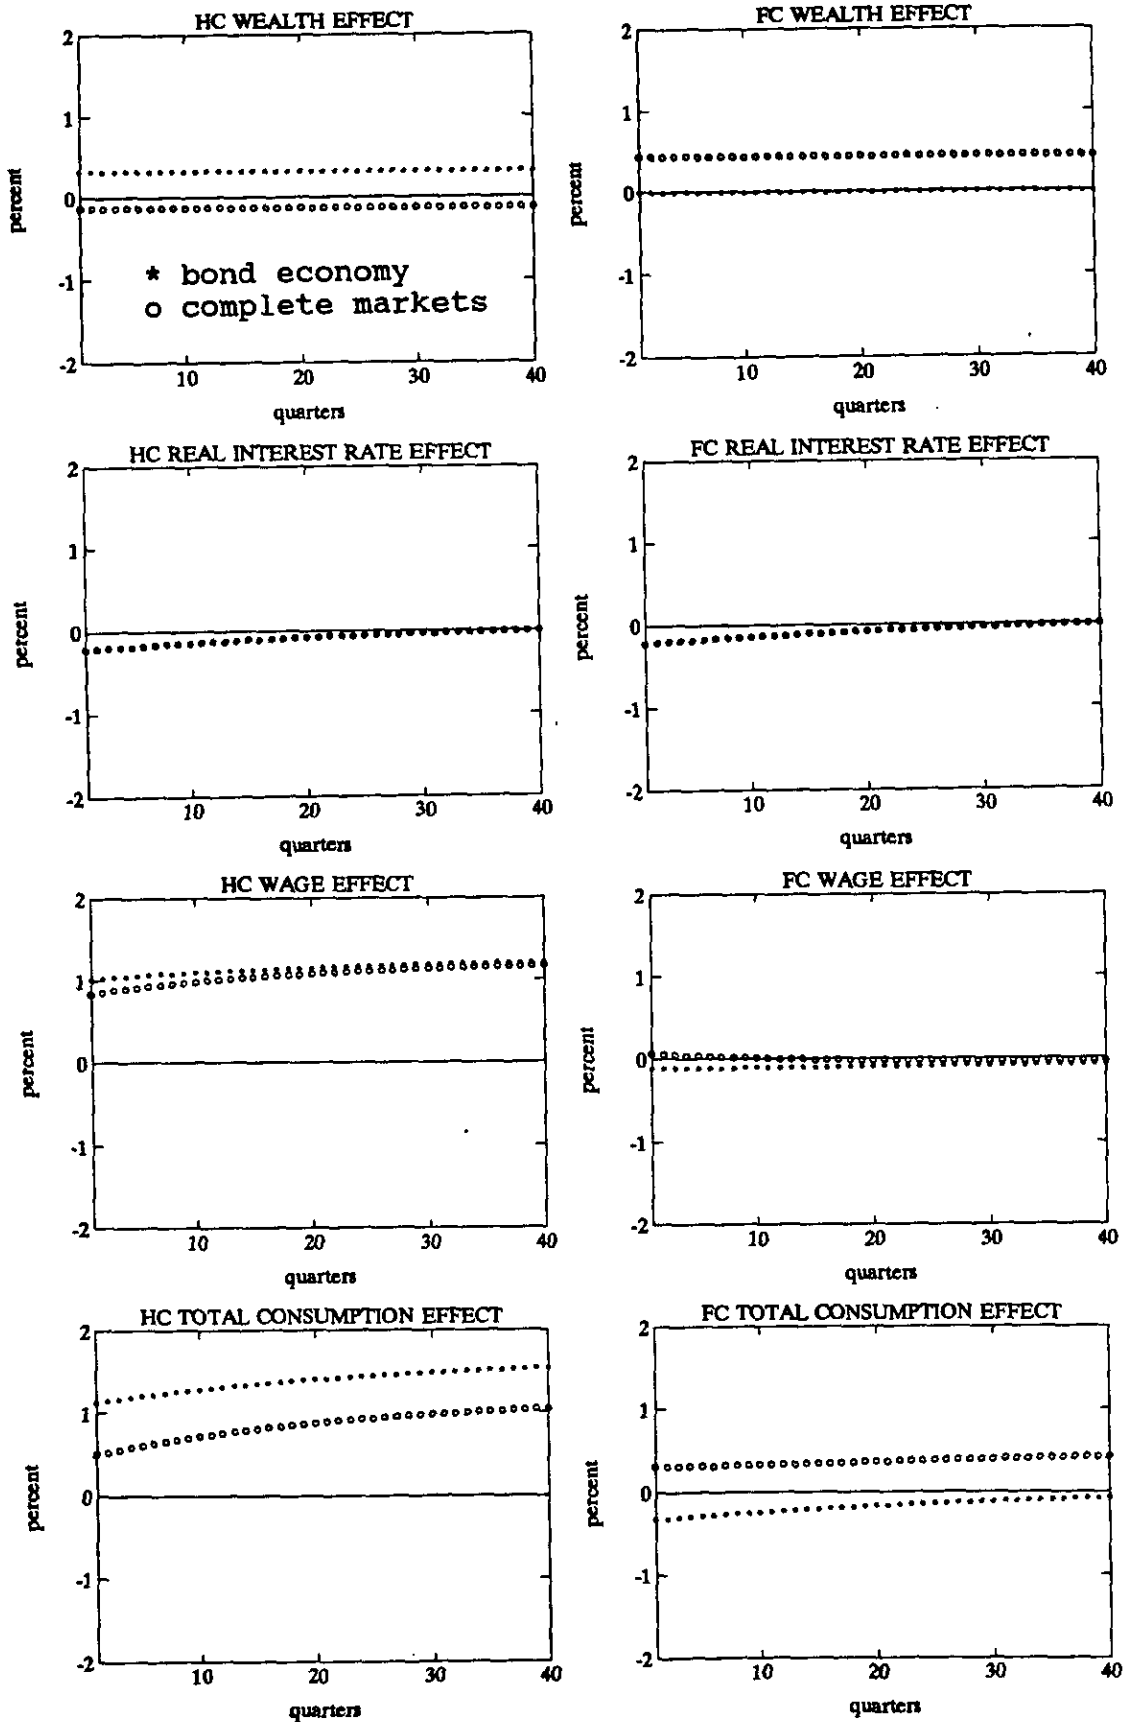 HC WEALTH EFFECT
2
1
0
-1
-2
percent
* bond economy
o complete markets
10 20 30 40
quarters
FC WEALTH EFFECT
2
1
0
-1
-2
percent
10 20 30 40
quarters
HC REAL INTEREST RATE EFFECT
2
1
0
-1
-2
percent
10 20 30 40
quarters
FC REAL INTEREST RATE EFFECT
2
1
0
-1
-2
percent
10 20 30 40
quarters
HC WAGE EFFECT
2
1
0
-1
-2
percent
10 20 30 40
quarters
FC WAGE EFFECT
2
1
0
-1
-2
percent
10 20 30 40
quarters
HC TOTAL CONSUMPTION EFFECT
2
1
0
-1
-2
percent
10 20 30 40
quarters
FC TOTAL CONSUMPTION EFFECT
2
1
0
-1
-2
percent
10 20 30 40
quarters